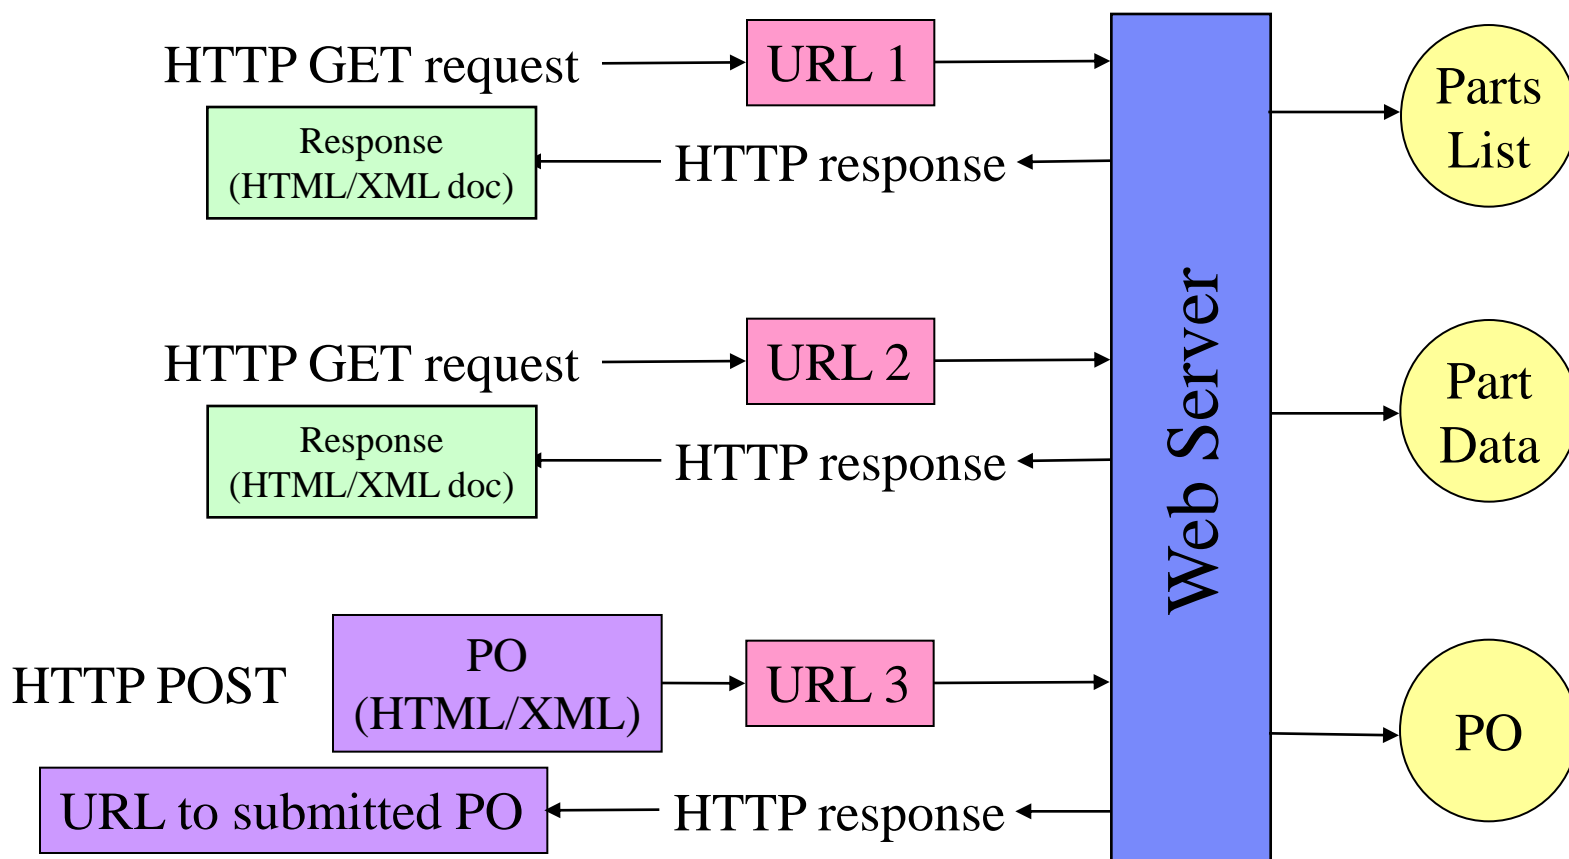 HTTP GET request
URL 1
Parts
List
Response
(HTML/XML doc)
HTTP response
Web Server
HTTP GET request
URL 2
Part
Data
Response
(HTML/XML doc)
HTTP response
HTTP POST
PO
(HTML/XML)
URL 3
PO
URL to submitted PO
HTTP response